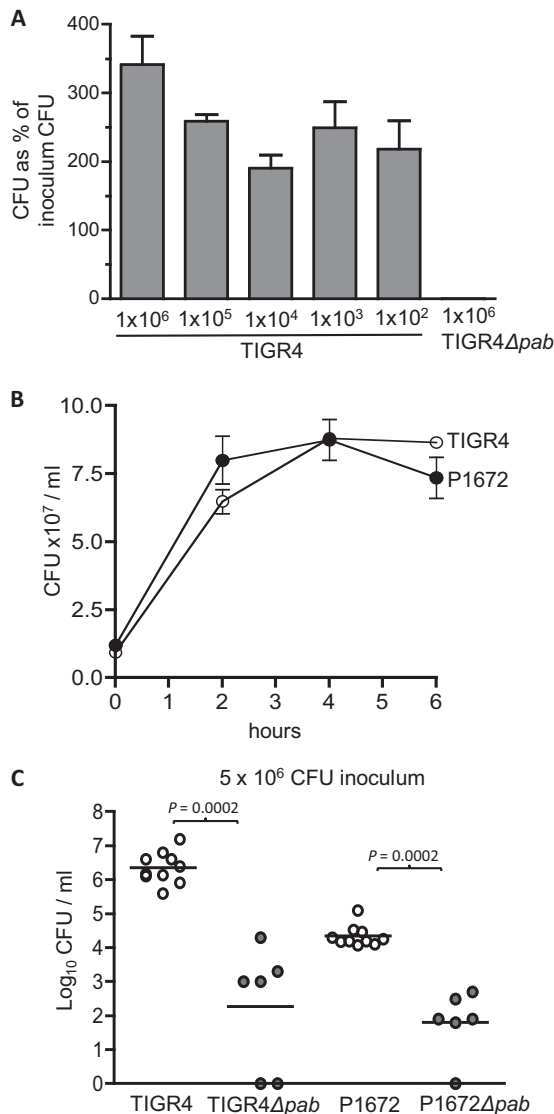 A
CFU as % of
inoculum CFU
400
300
200
100
0
1x10⁶ 1x10⁵ 1x10⁴ 1x10³ 1x10² 1x10⁶
TIGR4 TIGR4Δpab
B
CFU x10⁷ / ml
10.0
7.5
5.0
2.5
0.0
TIGR4
P1672
0 1 2 3 4 5 6
hours
C
5 x 10⁶ CFU inoculum
Log₁₀ CFU / ml
8
7
6
5
4
3
2
1
0
P = 0.0002
P = 0.0002
TIGR4 TIGR4Δpab P1672 P1672Δpab